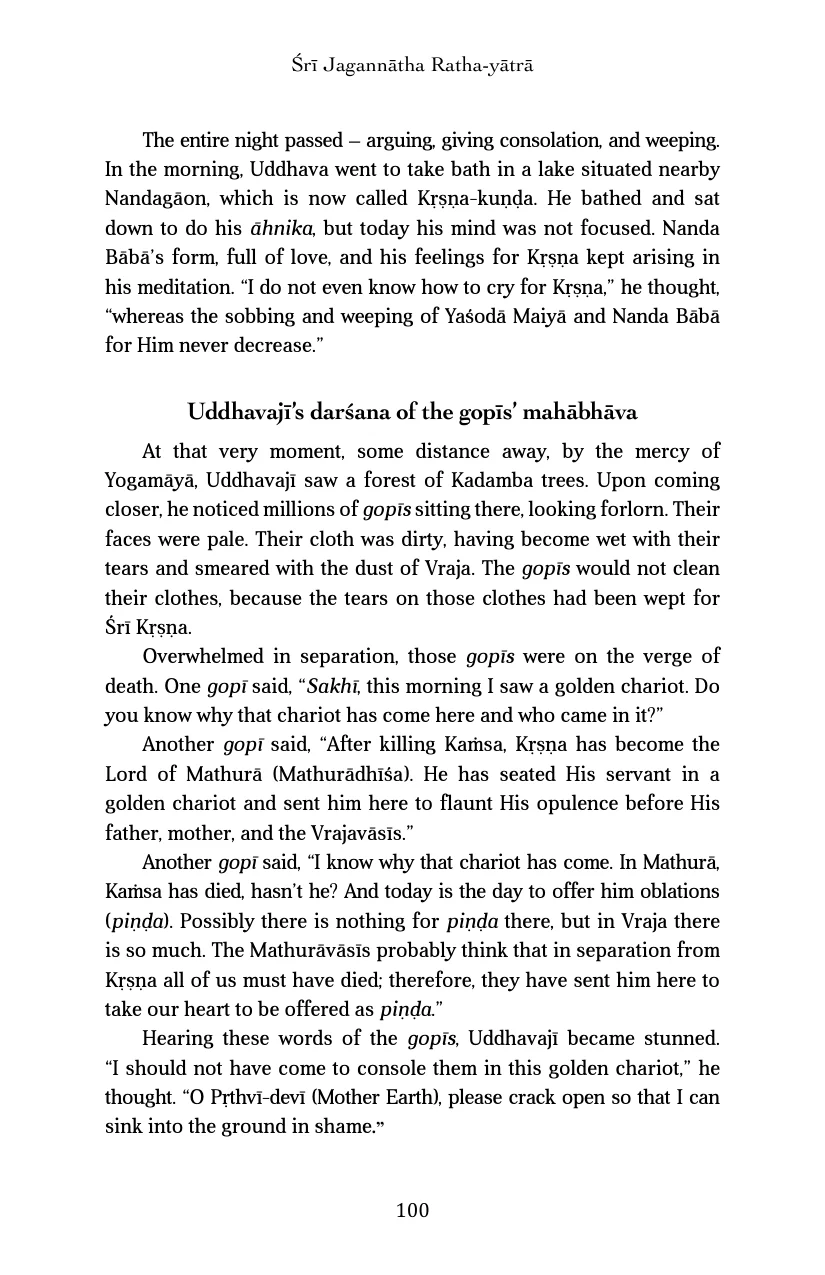 Śrī Jagannātha Ratha-yātrā
The entire night passed – arguing, giving consolation, and weeping.
In the morning, Uddhava went to take bath in a lake situated nearby
Nandagāon, which is now called Kṛṣṇa-kuṇḍa. He bathed and sat
down to do his āhnika, but today his mind was not focused. Nanda
Bābā’s form, full of love, and his feelings for Kṛṣṇa kept arising in
his meditation. “I do not even know how to cry for Kṛṣṇa,” he thought,
“whereas the sobbing and weeping of Yaśodā Maiyā and Nanda Bābā
for Him never decrease.”
Uddhavajī’s darśana of the gopīs’ mahābhāva
At that very moment, some distance away, by the mercy of
Yogamāyā, Uddhavajī saw a forest of Kadamba trees. Upon coming
closer, he noticed millions of gopīs sitting there, looking forlorn. Their
faces were pale. Their cloth was dirty, having become wet with their
tears and smeared with the dust of Vraja. The gopīs would not clean
their clothes, because the tears on those clothes had been wept for
Śrī Kṛṣṇa.
Overwhelmed in separation, those gopīs were on the verge of
death. One gopī said, “Sakhī, this morning I saw a golden chariot. Do
you know why that chariot has come here and who came in it?”
Another gopī said, “After killing Kaṁsa, Kṛṣṇa has become the
Lord of Mathurā (Mathurādhīśa). He has seated His servant in a
golden chariot and sent him here to flaunt His opulence before His
father, mother, and the Vrajavāsīs.”
Another gopī said, “I know why that chariot has come. In Mathurā,
Kaṁsa has died, hasn’t he? And today is the day to offer him oblations
(piṇḍa). Possibly there is nothing for piṇḍa there, but in Vraja there
is so much. The Mathurāvāsīs probably think that in separation from
Kṛṣṇa all of us must have died; therefore, they have sent him here to
take our heart to be offered as piṇḍa.”
Hearing these words of the gopīs, Uddhavajī became stunned.
“I should not have come to console them in this golden chariot,” he
thought. “O Pṛthvī-devī (Mother Earth), please crack open so that I can
sink into the ground in shame.”
100